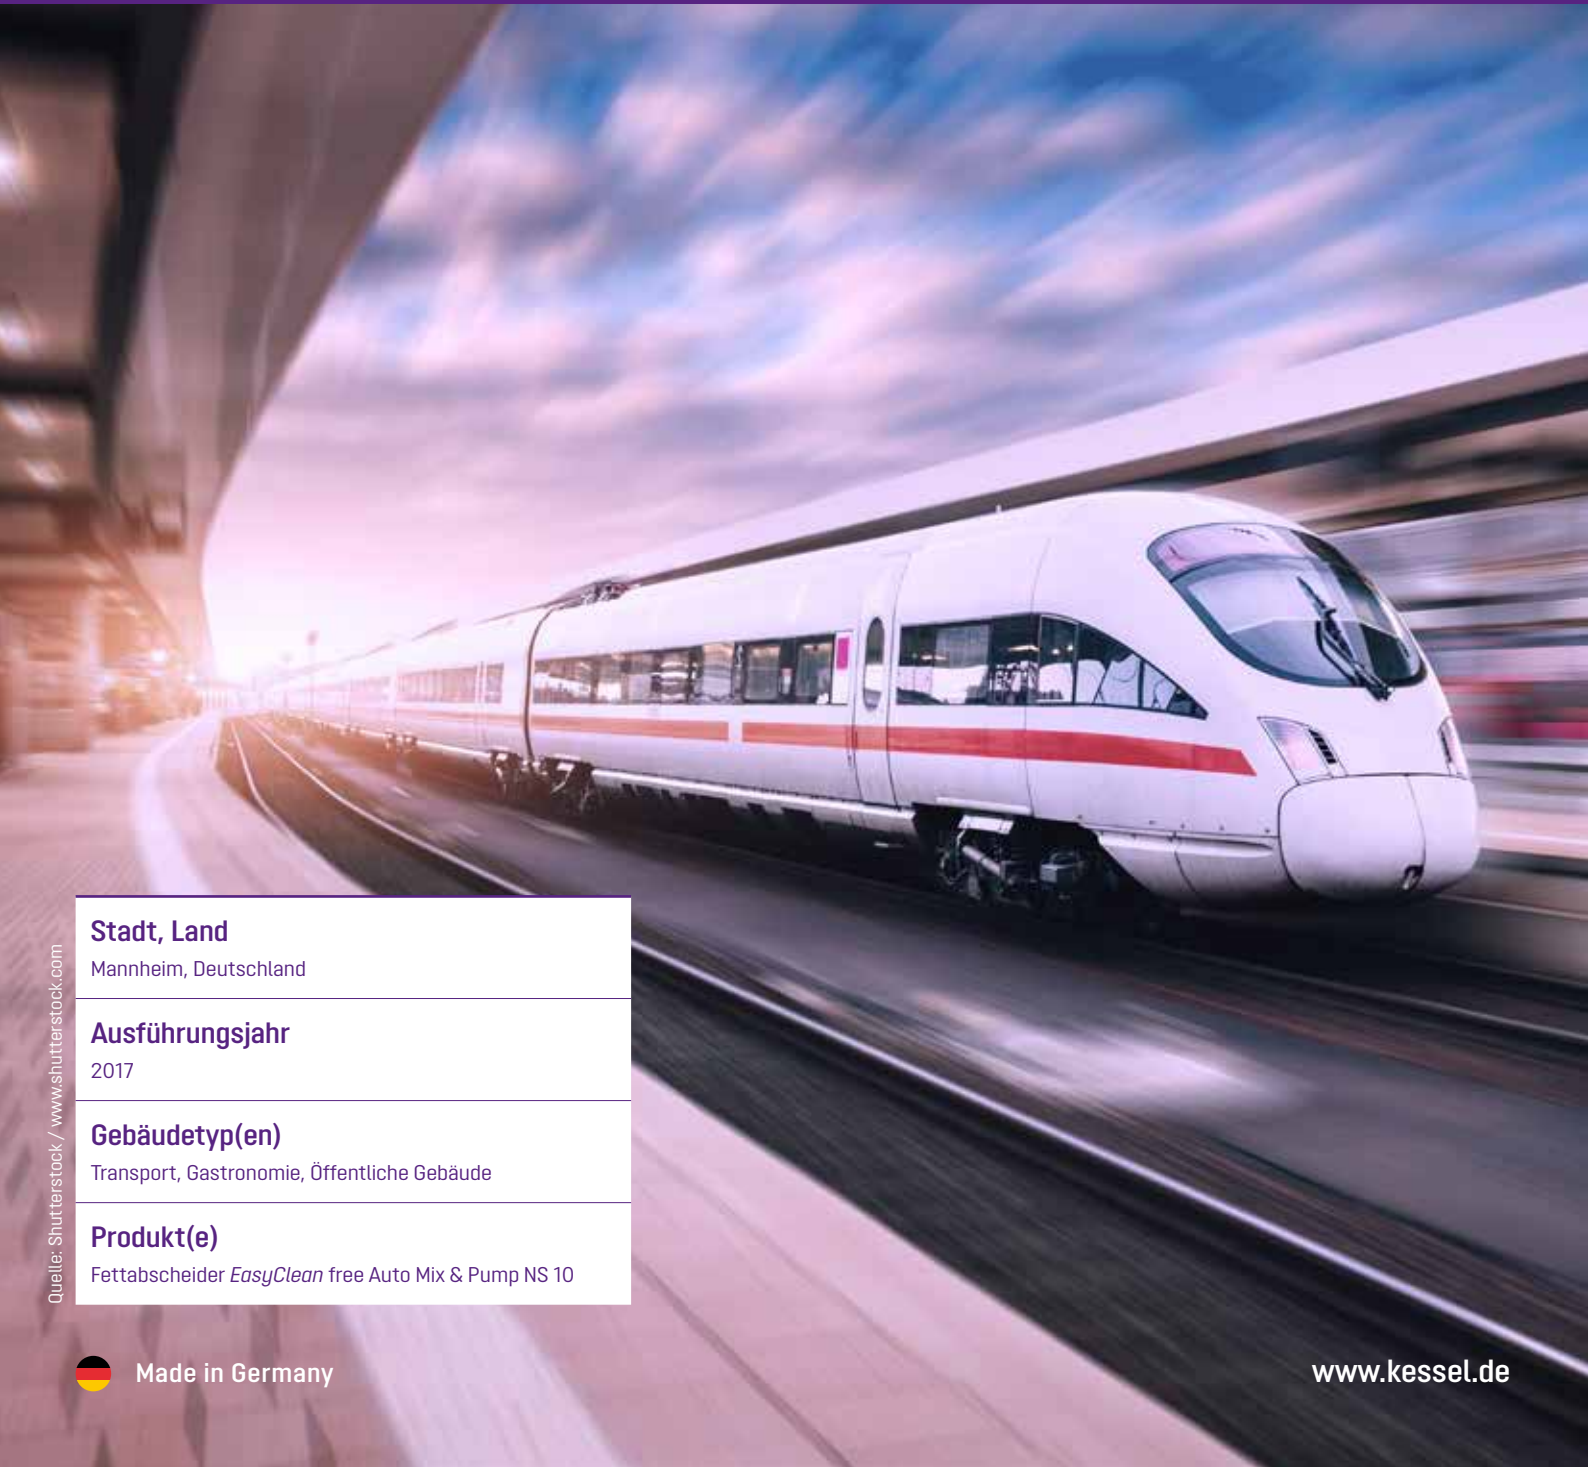 Stadt, Land
Mannheim, Deutschland
Ausführungsjahr
2017
Gebäudetyp(en)
Transport, Gastronomie, Öffentliche Gebäude
Produkt(e)
Fettabscheider EasyClean free Auto Mix & Pump NS 10
Quelle: Shutterstock / www.shutterstock.com
Made in Germany
www.kessel.de